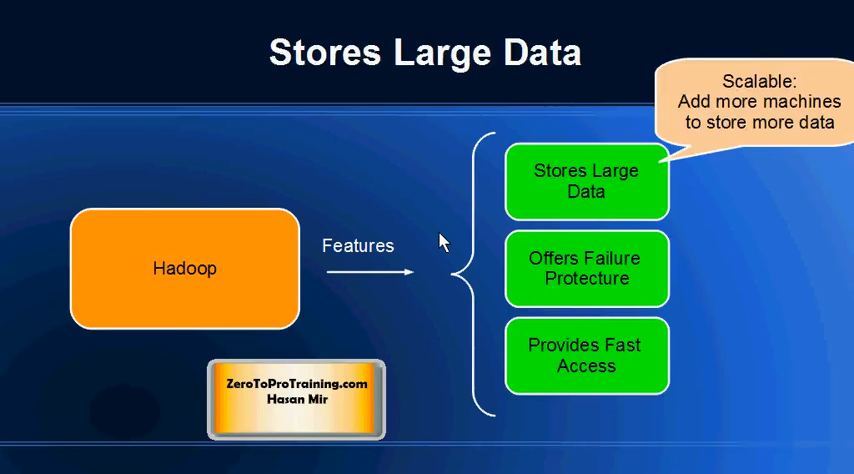 Stores Large Data
Scalable:
Add more machines
to store more data
Stores Large
Data
Hadoop
Features
Offers Failure
Protecture
Provides Fast
Access
ZeroToProTraining.com
Hasan Mir